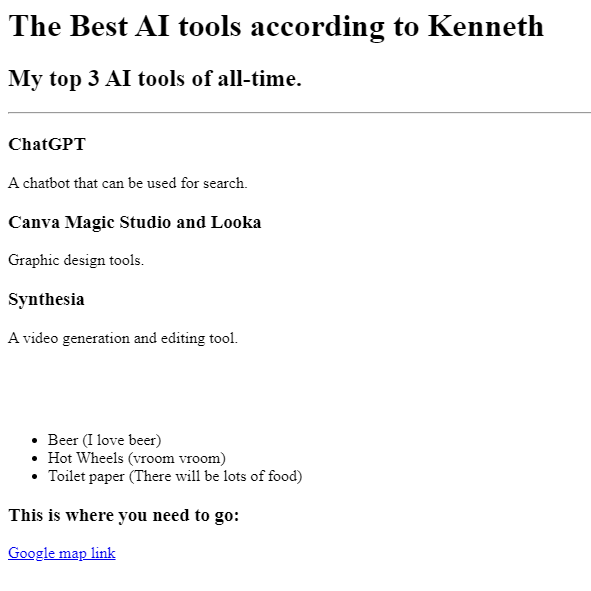 The Best AI tools according to Kenneth
My top 3 AI tools of all-time.
ChatGPT
A chatbot that can be used for search.
Canva Magic Studio and Looka
Graphic design tools.
Synthesia
A video generation and editing tool.
• Beer (I love beer)
• Hot Wheels (vroom vroom)
• Toilet paper (There will be lots of food)
This is where you need to go:
Google map link